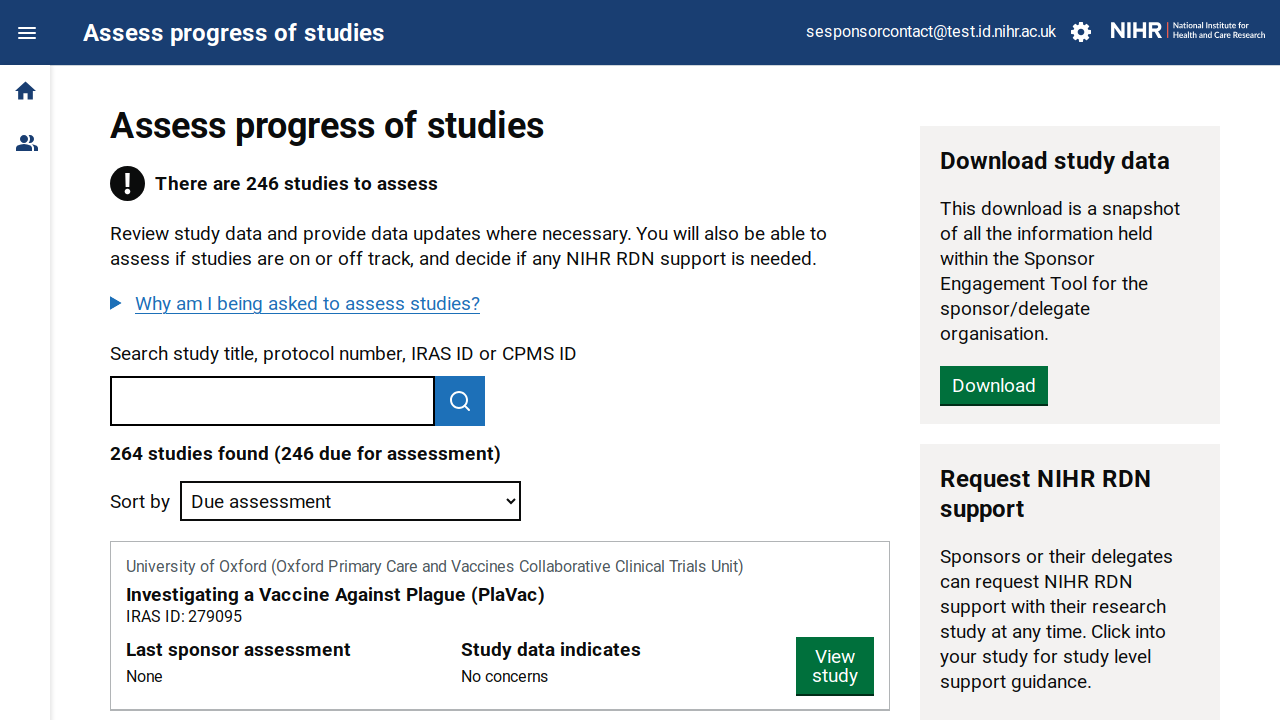 Assess progress of studies
sesponsorcontact@test.id.nihr.ac.uk
NIHR | National Institute for
Health and Care Research
Assess progress of studies
! There are 246 studies to assess
Review study data and provide data updates where necessary. You will also be able to
assess if studies are on or off track, and decide if any NIHR RDN support is needed.
Why am I being asked to assess studies?
Search study title, protocol number, IRAS ID or CPMS ID
264 studies found (246 due for assessment)
Sort by Due assessment
University of Oxford (Oxford Primary Care and Vaccines Collaborative Clinical Trials Unit)
Investigating a Vaccine Against Plague (PlaVac)
IRAS ID: 279095
Last sponsor assessment
None
Study data indicates
No concerns
View
study
Download study data
This download is a snapshot
of all the information held
within the Sponsor
Engagement Tool for the
sponsor/delegate
organisation.
Download
Request NIHR RDN
support
Sponsors or their delegates
can request NIHR RDN
support with their research
study at any time. Click into
your study for study level
support guidance.